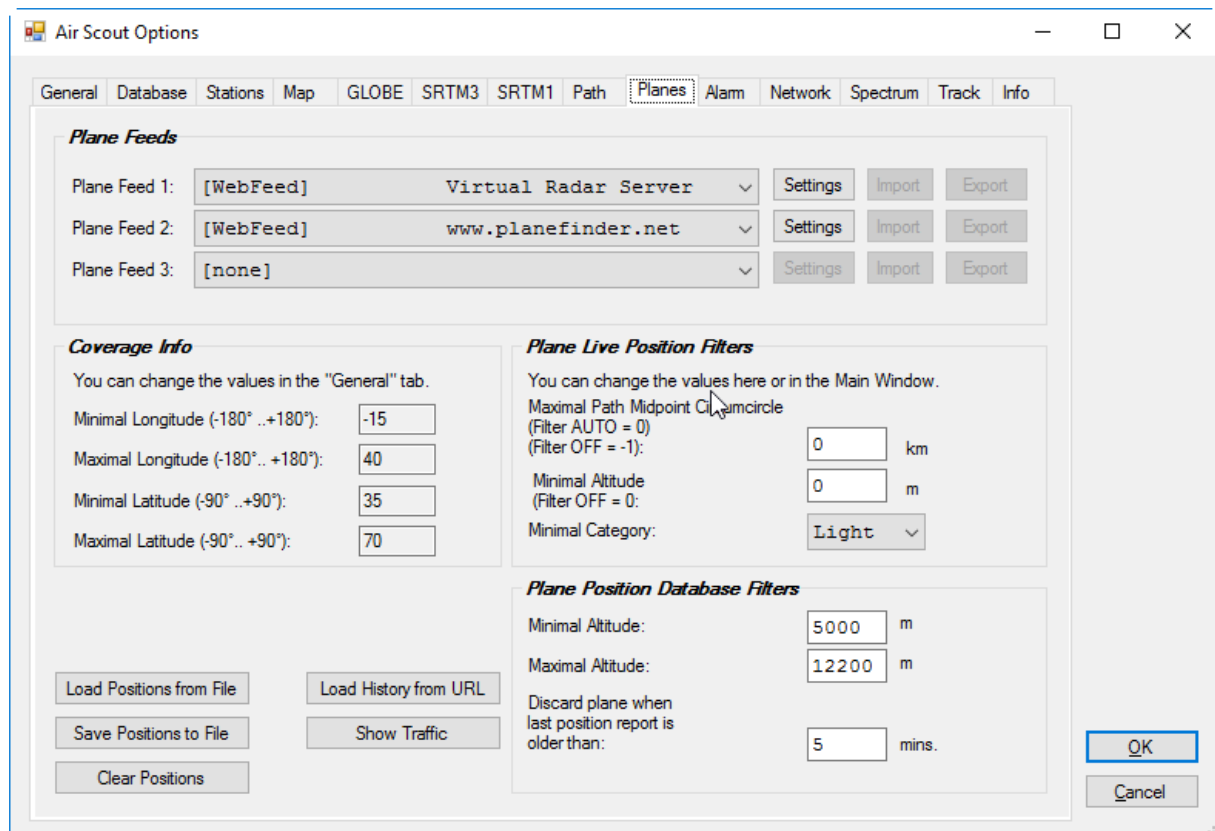 Air Scout Options
General Database Stations Map GLOBE SRTM3 SRTM1 Path Planes Alarm Network Spectrum Track Info
Plane Feeds
Plane Feed 1: [WebFeed] Virtual Radar Server Settings Import Export
Plane Feed 2: [WebFeed] www.planefinder.net Settings Import Export
Plane Feed 3: [none] Settings Import Export
Coverage Info
You can change the values in the "General" tab.
Minimal Longitude (-180° ..+180°): -15
Maximal Longitude (-180°.. +180°): 40
Minimal Latitude (-90° ..+90°): 35
Maximal Latitude (-90°.. +90°): 70
Plane Live Position Filters
You can change the values here or in the Main Window.
Maximal Path Midpoint Circumcircle
(Filter AUTO = 0)
(Filter OFF = -1): 0 km
Minimal Altitude
(Filter OFF = 0: 0 m
Minimal Category: Light
Plane Position Database Filters
Minimal Altitude: 5000 m
Maximal Altitude: 12200 m
Discard plane when
last position report is
older than: 5 mins.
Load Positions from File Load History from URL
Save Positions to File Show Traffic
Clear Positions
OK
Cancel